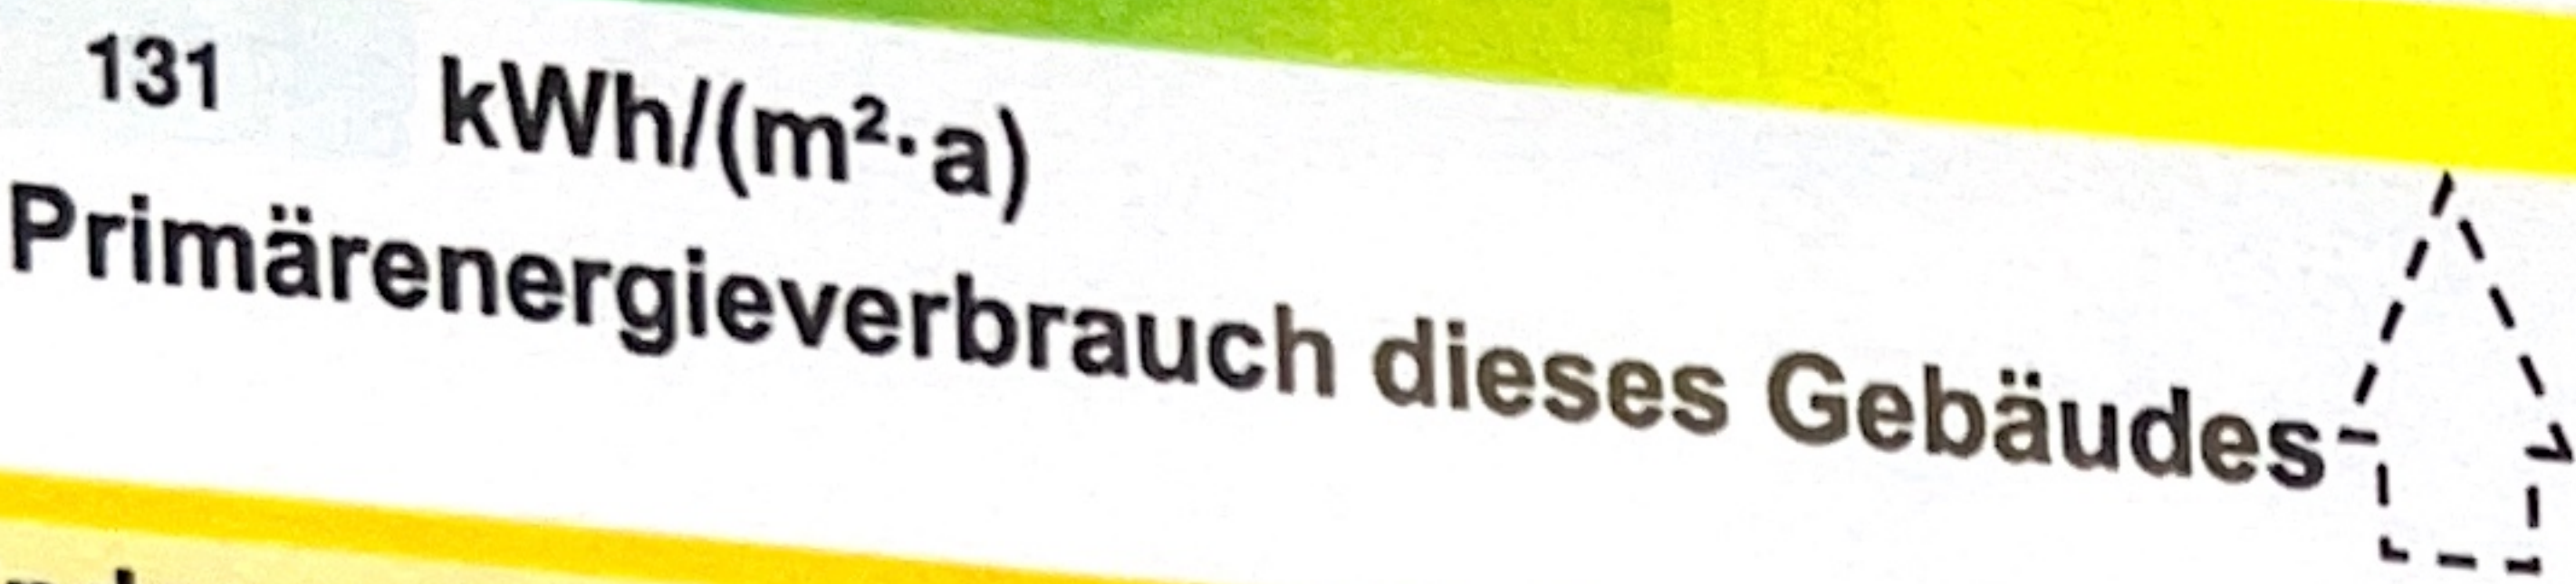 131 kWh/(m²·a)
Primärenergieverbrauch dieses Gebäudes